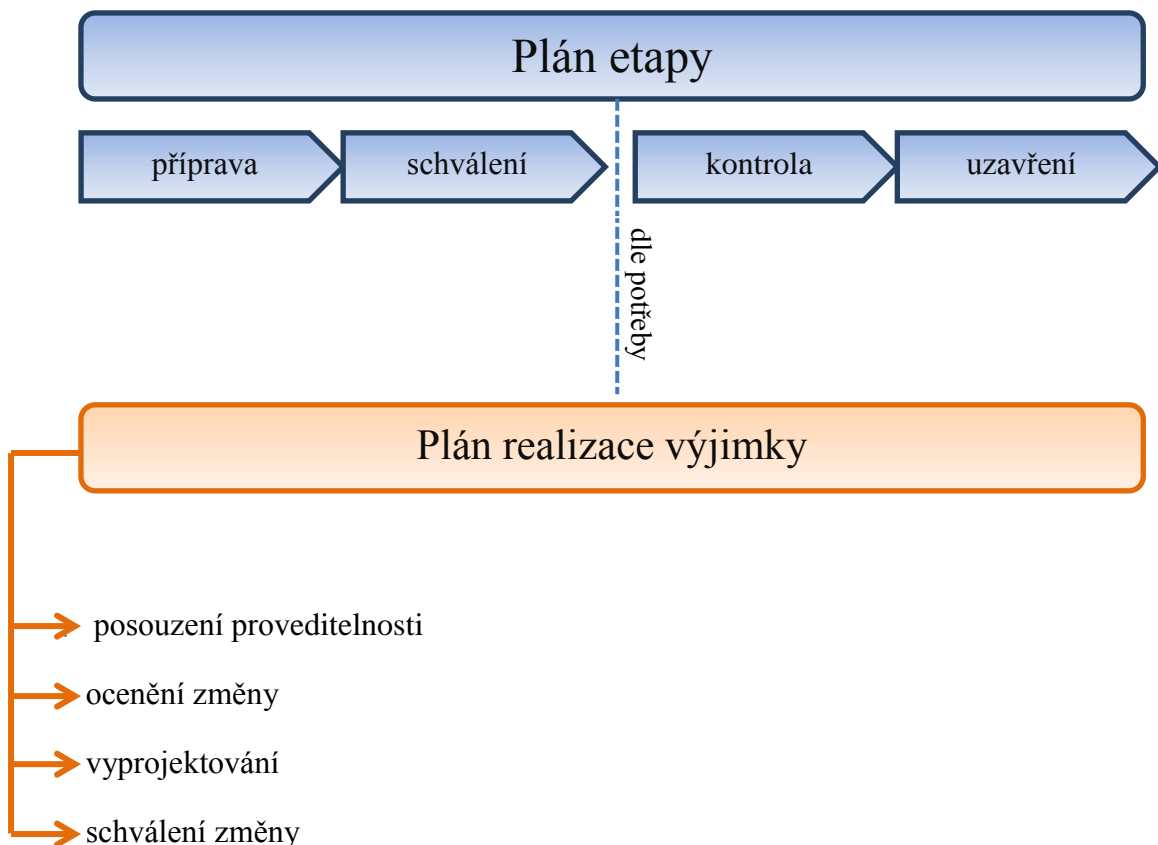 Plán etapy
příprava
schválení
kontrola
uzavření
dle potřeby
Plán realizace výjimky
posouzení proveditelnosti
ocenění změny
vyprojektování
schválení změny